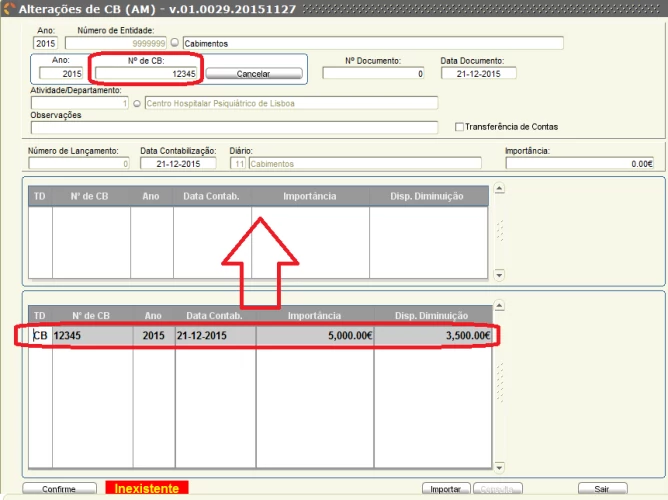 Alterações de CB (AM) - v.01.0029.20151127
Ano: Número de Entidade:
2015 9999999 Cabimentos
Ano: Nº de CB: Nº Documento: Data Documento:
2015 12345 Cancelar 0 21-12-2015
Atividade/Departamento:
1 Centro Hospitalar Psiquiátrico de Lisboa
Observações
Transferência de Contas
Número de Lançamento: Data Contabilização: Diário: Importância:
0 21-12-2015 11 Cabimentos 0.00€
TD Nº de CB Ano Data Contab. Importância Disp. Diminuição
TD Nº de CB Ano Data Contab. Importância Disp. Diminuição
CB 12345 2015 21-12-2015 5,000.00€ 3,500.00€
Confirme Inexistente Importar Consulta Sair